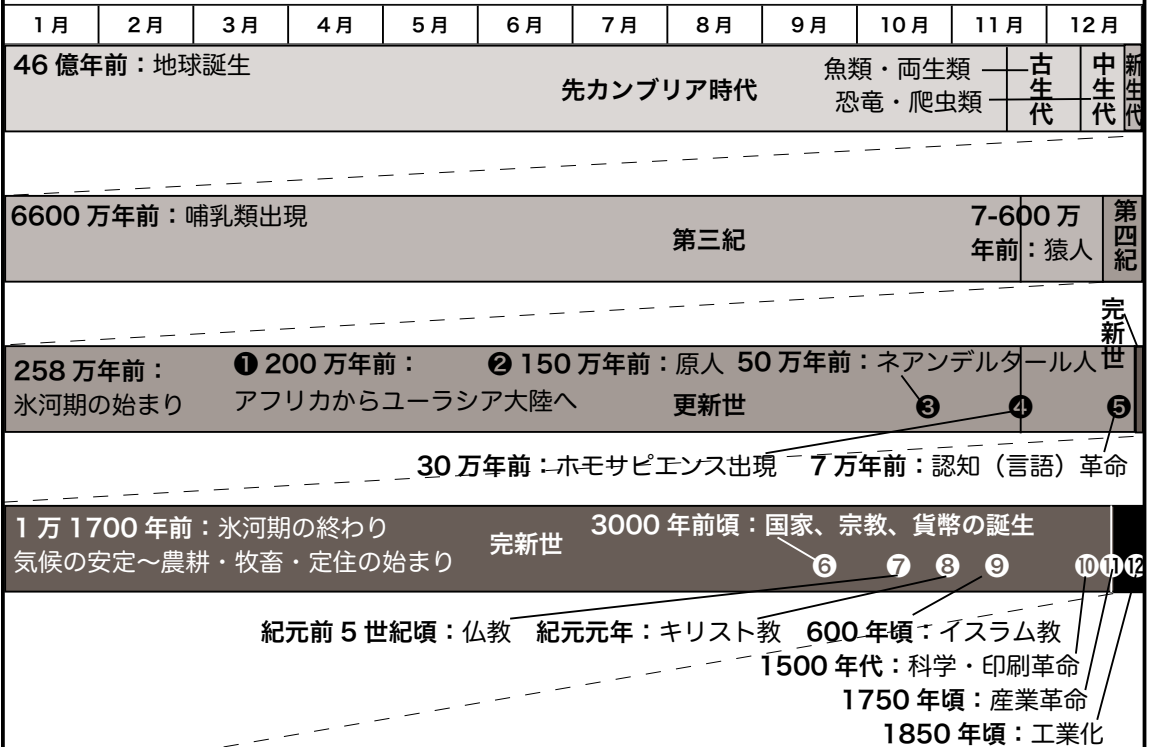 1月 2月 3月 4月 5月 6月 7月 8月 9月 10月 11月 12月
46億年前：地球誕生
先カンブリア時代
魚類・両生類
恐竜・爬虫類
古生代
中生代
新生代
6600万年前：哺乳類出現
第三紀
7-600万
年前：猿人
第四紀
完新世
258万年前：
氷河期の始まり
❶200万年前：
アフリカからユーラシア大陸へ
❷150万年前：原人
50万年前：ネアンデルタール人
更新世
❸ ❹ ❺
30万年前：ホモサピエンス出現
7万年前：認知（言語）革命
1万1700年前：氷河期の終わり
気候の安定〜農耕・牧畜・定住の始まり
完新世
3000年前頃：国家、宗教、貨幣の誕生
⑥ ⑦ ⑧ ⑨ ⑩ ⑪ ⑫
紀元前5世紀頃：仏教 紀元元年：キリスト教 600年頃：イスラム教
1500年代：科学・印刷革命
1750年頃：産業革命
1850年頃：工業化